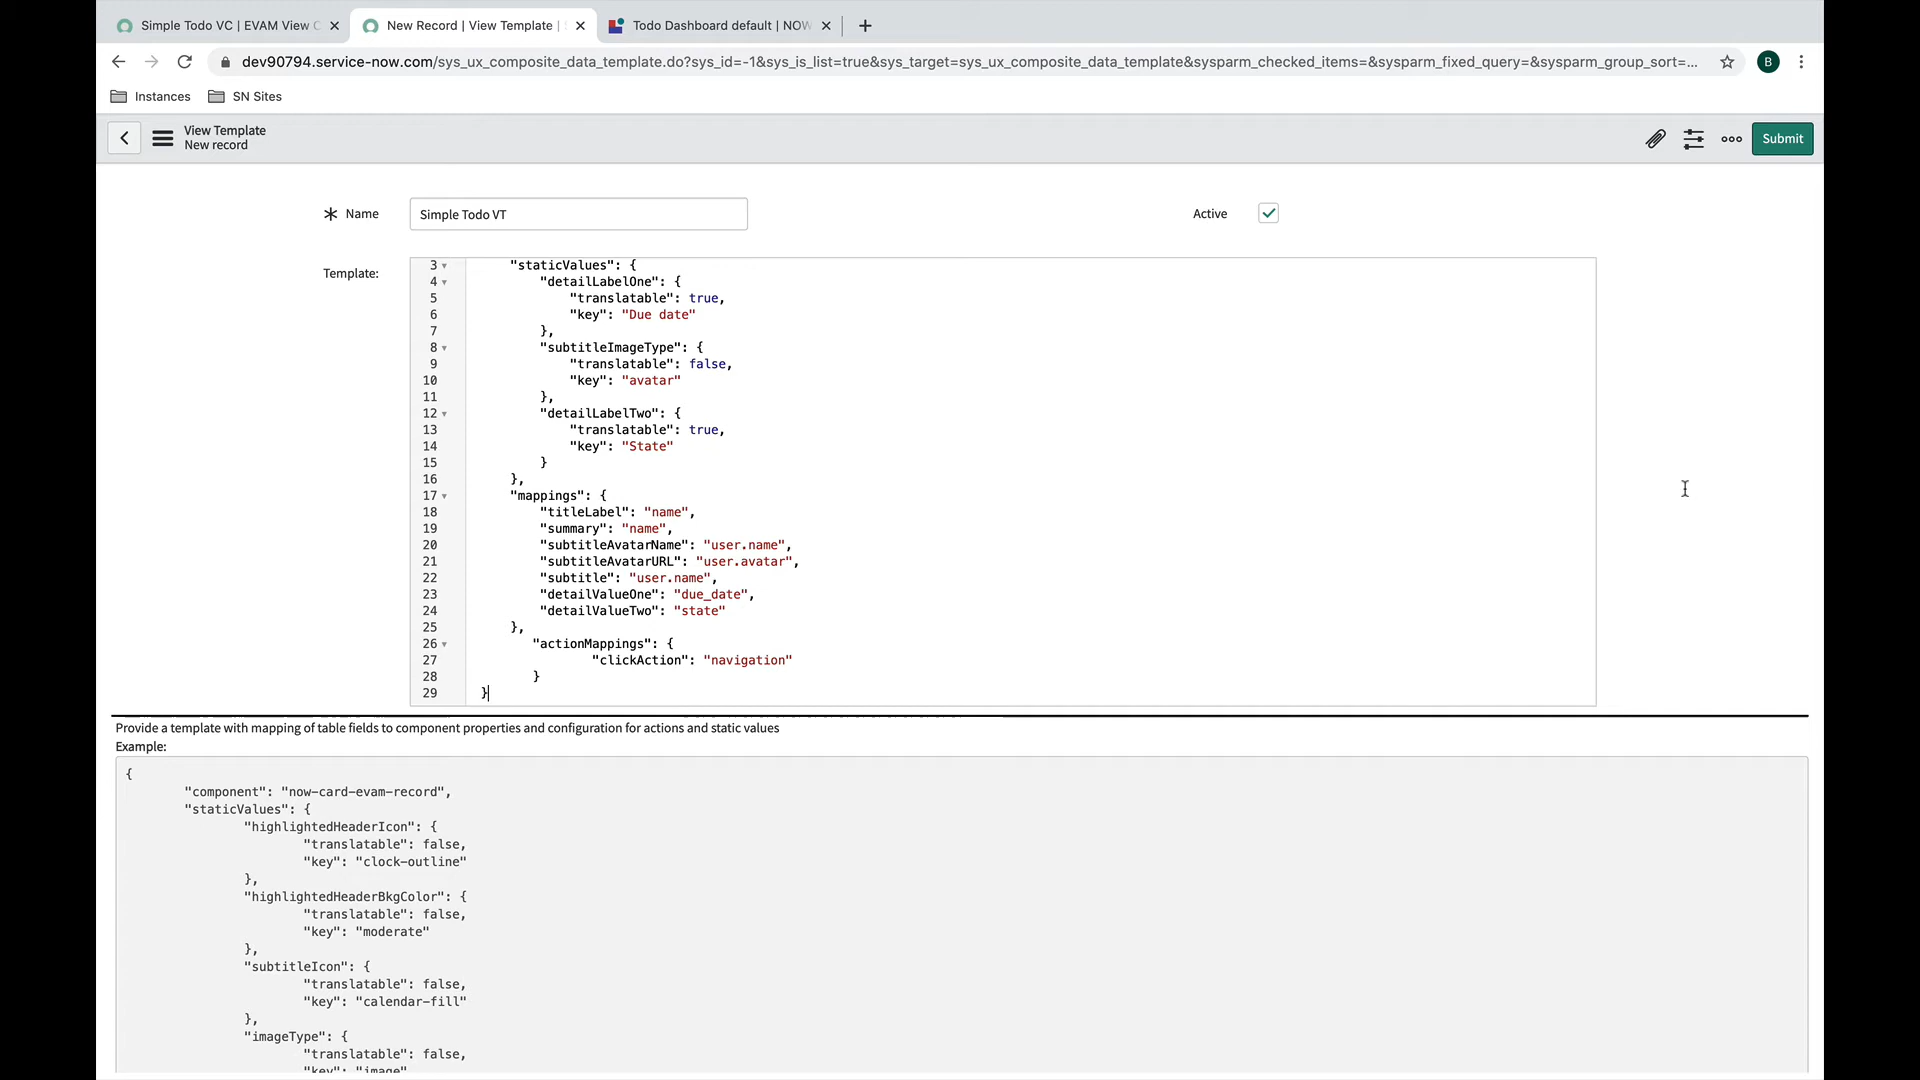 Simple Todo VC | EVAM View C
New Record | View Template | S
Todo Dashboard default | NOW
dev90794.service-now.com/sys_ux_composite_data_template.do?sys_id=-1&sys_is_list=true&sys_target=sys_ux_composite_data_template&sysparm_checked_items=&sysparm_fixed_query=&sysparm_group_sort=...
B
Instances
SN Sites
View Template
New record
Submit
Name
Simple Todo VT
Active
Template:
3 "staticValues": {
4 "detailLabelOne": {
5 "translatable": true,
6 "key": "Due date"
7 },
8 "subtitleImageType": {
9 "translatable": false,
10 "key": "avatar"
11 },
12 "detailLabelTwo": {
13 "translatable": true,
14 "key": "State"
15 }
16 },
17 "mappings": {
18 "titleLabel": "name",
19 "summary": "name",
20 "subtitleAvatarName": "user.name",
21 "subtitleAvatarURL": "user.avatar",
22 "subtitle": "user.name",
23 "detailValueOne": "due_date",
24 "detailValueTwo": "state"
25 },
26 "actionMappings": {
27 "clickAction": "navigation"
28 }
29 }
Provide a template with mapping of table fields to component properties and configuration for actions and static values
Example:
{
"component": "now-card-evam-record",
"staticValues": {
"highlightedHeaderIcon": {
"translatable": false,
"key": "clock-outline"
},
"highlightedHeaderBkgColor": {
"translatable": false,
"key": "moderate"
},
"subtitleIcon": {
"translatable": false,
"key": "calendar-fill"
},
"imageType": {
"translatable": false,
"key": "image"